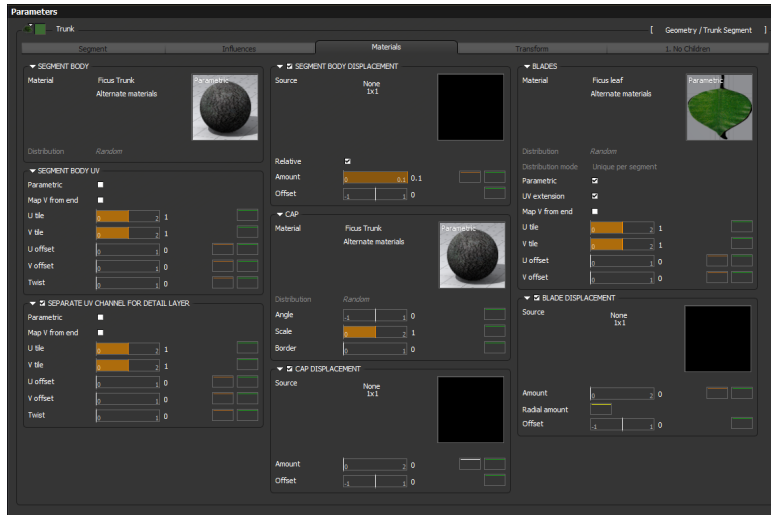 Parameters
Trunk
[ Geometry / Trunk Segment ]
Segment
Influences
Materials
Transform
1. No Children
SEGMENT BODY
Material Ficus Trunk
Alternate materials
Parametric
Distribution Random
SEGMENT BODY UV
Parametric
Map V from end
U tile 0 2 1
V tile 0 2 1
U offset 0 1 0
V offset 0 1 0
Twist 0 1 0
SEPARATE UV CHANNEL FOR DETAIL LAYER
Parametric
Map V from end
U tile 0 2 1
V tile 0 2 1
U offset 0 1 0
V offset 0 1 0
Twist 0 1 0
SEGMENT BODY DISPLACEMENT
Source None
1x1
Relative
Amount 0 0.1 0.1
Offset -1 1 0
CAP
Material Ficus Trunk
Alternate materials
Parametric
Distribution Random
Angle -1 1 0
Scale 0 2 1
Border 0 1 0
CAP DISPLACEMENT
Source None
1x1
Amount 0 2 0
Offset -1 1 0
BLADES
Material Ficus leaf
Alternate materials
Parametric
Distribution Random
Distribution mode Unique per segment
Parametric
UV extension
Map V from end
U tile 0 2 1
V tile 0 2 1
U offset 0 1 0
V offset 0 1 0
BLADE DISPLACEMENT
Source None
1x1
Amount 0 2 0
Radial amount
Offset -1 1 0